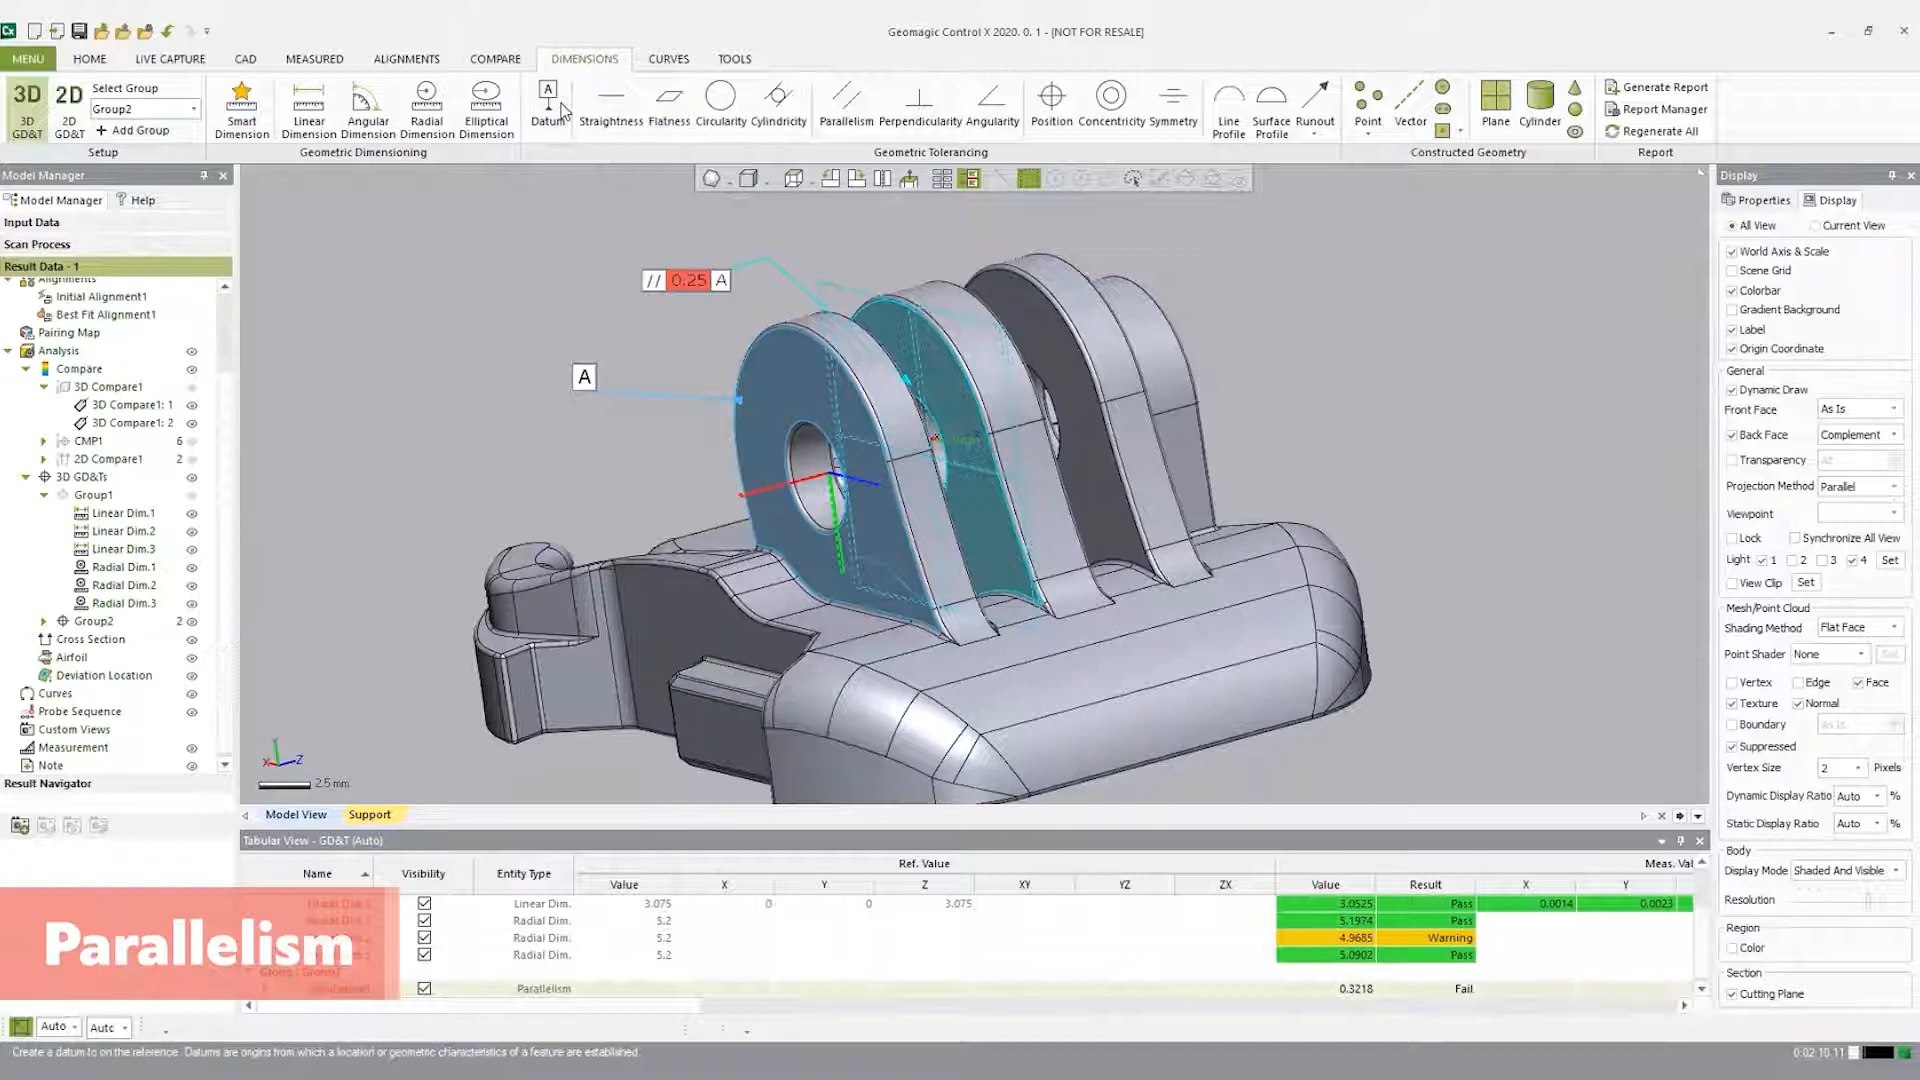 Geomagic Control X 2020. 0. 1 - [NOT FOR RESALE]
MENU HOME LIVE CAPTURE CAD MEASURED ALIGNMENTS COMPARE DIMENSIONS CURVES TOOLS
3D 3D GD&T
2D 2D GD&T
Select Group
Group2
Add Group
Setup
Smart Dimension
Linear Dimension
Angular Dimension
Radial Dimension
Elliptical Dimension
Geometric Dimensioning
A
Datum
Straightness Flatness Circularity Cylindricity Parallelism Perpendicularity Angularity Position Concentricity Symmetry
Line Profile
Surface Profile
Runout
Geometric Tolerancing
Point Vector Plane Cylinder
Constructed Geometry
Generate Report
Report Manager
Regenerate All
Report
Model Manager
Model Manager ? Help
Input Data
Scan Process
Result Data - 1
Alignments
Initial Alignment1
Best Fit Alignment1
Pairing Map
Analysis
Compare
3D Compare1
3D Compare1: 1
3D Compare1: 2
CMP1 6
2D Compare1 2
3D GD&Ts
Group1
Linear Dim.1
Linear Dim.2
Linear Dim.3
Radial Dim.1
Radial Dim.2
Radial Dim.3
Group2 2
Cross Section
Airfoil
Deviation Location
Curves
Probe Sequence
Custom Views
Measurement
Note
Result Navigator
// 0.25 A
A
X Z
2.5 mm
Model View Support
Tabular View - GD&T (Auto)
Name Visibility Entity Type Ref. Value Meas. Val
Value X Y Z XY YZ ZX Value Result X Y
Linear Dim. 3.075 0 0 3.075 3.0525 Pass 0.0014 0.0023
Radial Dim. 5.2 5.1974 Pass
Radial Dim. 5.2 4.9685 Warning
Radial Dim. 5.2 5.0902 Pass
Parallelism 0.3218 Fail
Parallelism
Auto
Create a datum to on the reference. Datums are origins from which a location or geometric characteristics of a feature are established.
0:02:10.11
Display
Properties Display
All View Current View
World Axis & Scale
Scene Grid
Colorbar
Gradient Background
Label
Origin Coordinate
General
Dynamic Draw
Front Face As Is
Back Face Complement
Transparency
Projection Method Parallel
Viewpoint
Lock Synchronize All View
Light 1 2 3 4 Set
View Clip Set
Mesh/Point Cloud
Shading Method Flat Face
Point Shader None
Vertex Edge Face
Texture Normal
Boundary As Is
Suppressed
Vertex Size 2 Pixels
Dynamic Display Ratio Auto %
Static Display Ratio Auto %
Body
Display Mode Shaded And Visible
Resolution
Region
Color
Section
Cutting Plane